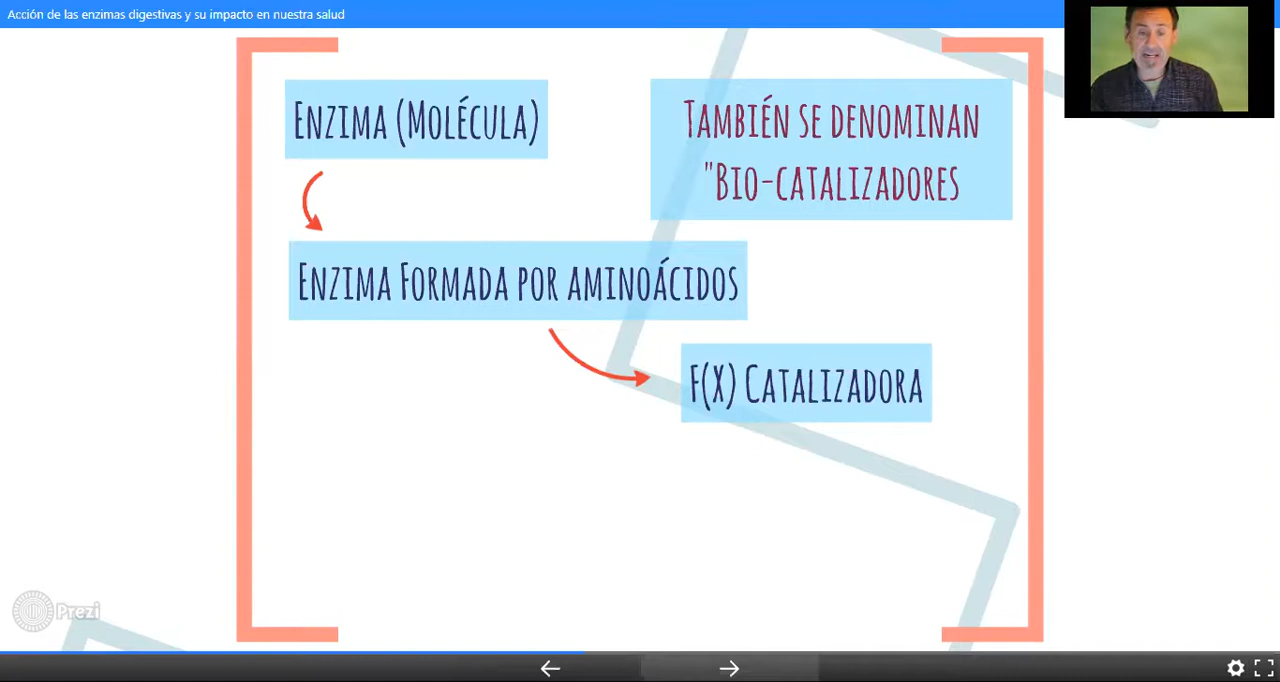 Acción de las enzimas digestivas y su impacto en nuestra salud
Enzima (Molécula)
También se denominan
"Bio-catalizadores
Enzima Formada por aminoácidos
F(x) Catalizadora
Prezi